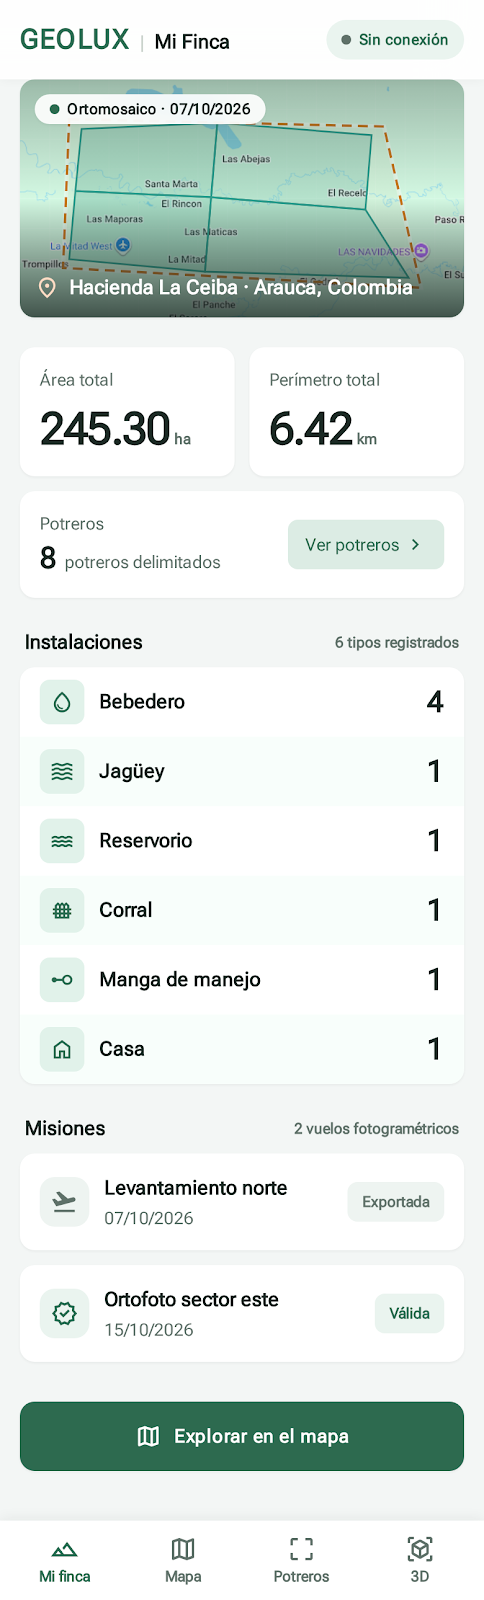 GEOLUX | Mi Finca
Sin conexión
Ortomosaico · 07/10/2026
Las Abejas
Santa Marta
El Recelo
El Rincon
Las Maporas
Paso R
Las Maticas
La Mitad West
LAS NAVIDADES
La Mitad
Trompillo
El Su
Hacienda La Ceiba · Arauca, Colombia
El Panche
Área total
245.30 ha
Perímetro total
6.42 km
Potreros
8 potreros delimitados
Ver potreros
Instalaciones
6 tipos registrados
Bebedero 4
Jagüey 1
Reservorio 1
Corral 1
Manga de manejo 1
Casa 1
Misiones
2 vuelos fotogramétricos
Levantamiento norte
07/10/2026
Exportada
Ortofoto sector este
15/10/2026
Válida
Explorar en el mapa
Mi finca
Mapa
Potreros
3D